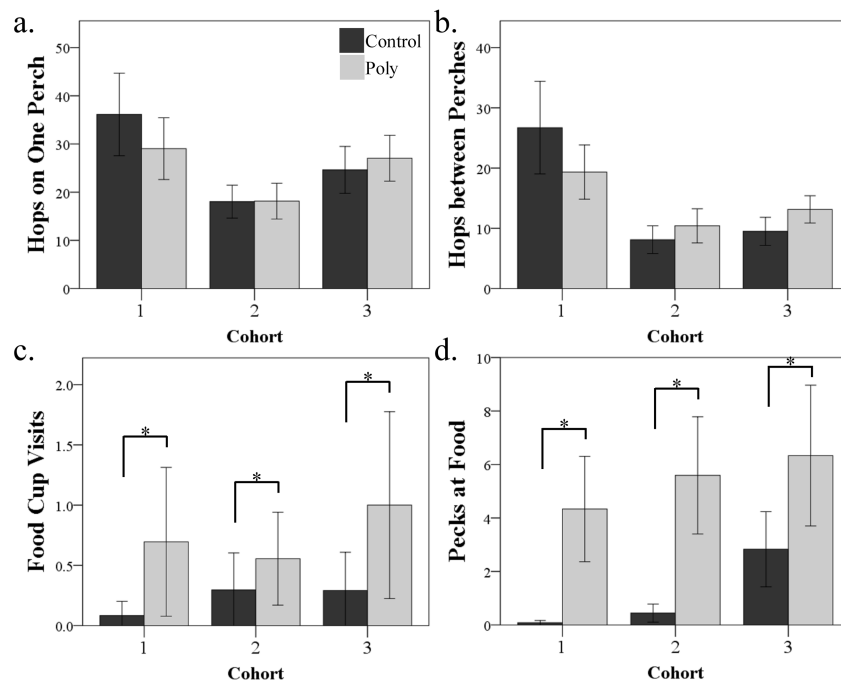 a.
Hops on One Perch
50
40
30
20
10
0
Control
Poly
1 2 3
Cohort
b.
Hops between Perches
40
30
20
10
0
1 2 3
Cohort
c.
Food Cup Visits
2.0
1.5
1.0
0.5
0.0
* * *
1 2 3
Cohort
d.
Pecks at Food
10
8
6
4
2
0
* * *
1 2 3
Cohort